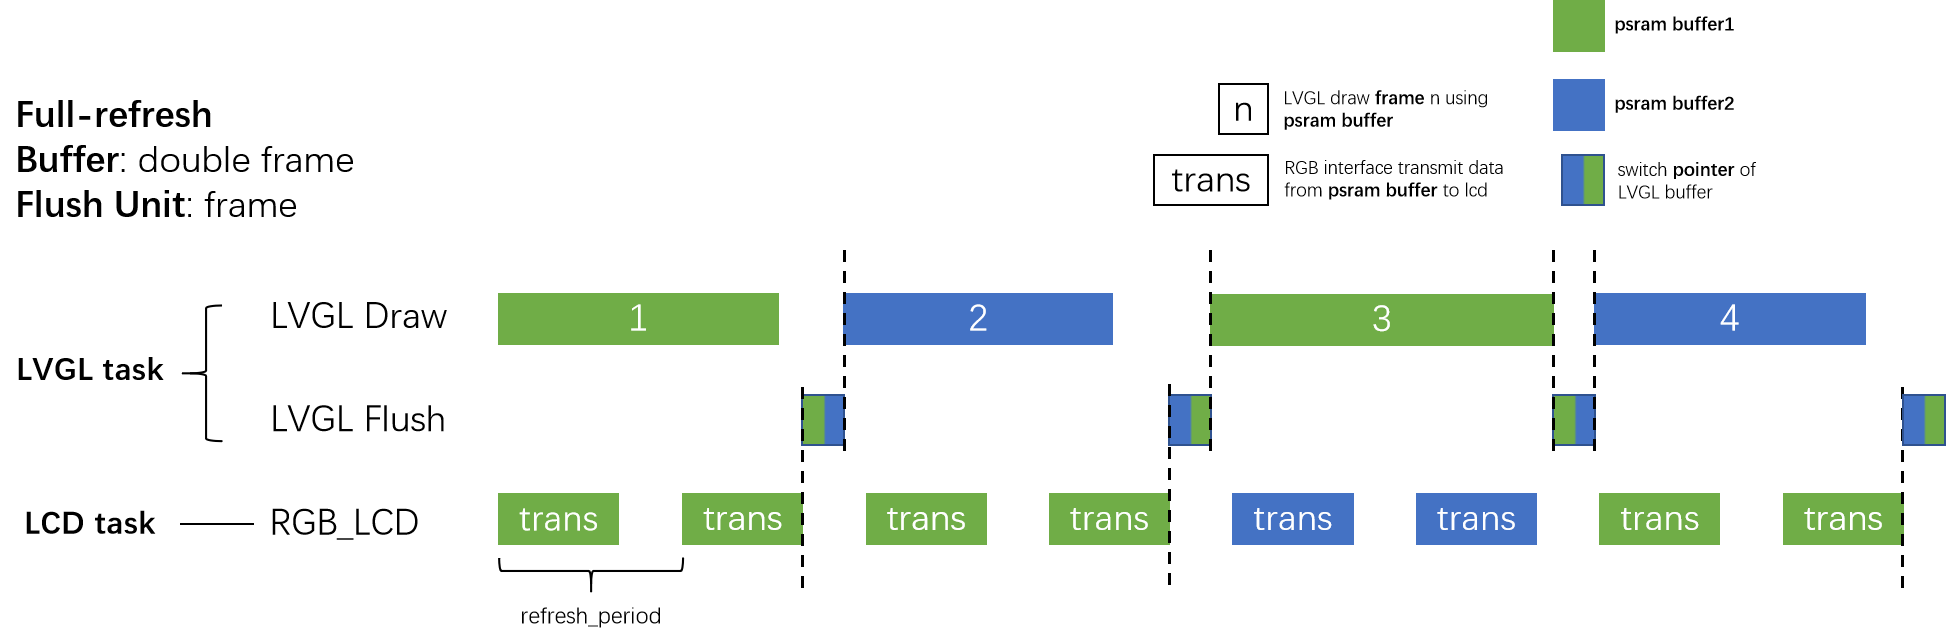 Full-refresh
Buffer: double frame
Flush Unit: frame
n
LVGL draw frame n using
psram buffer
trans
RGB interface transmit data
from psram buffer to lcd
psram buffer1
psram buffer2
switch pointer of
LVGL buffer
LVGL task
LVGL Draw
1
2
3
4
LVGL Flush
LCD task
RGB_LCD
trans
trans
trans
trans
trans
trans
trans
trans
refresh_period